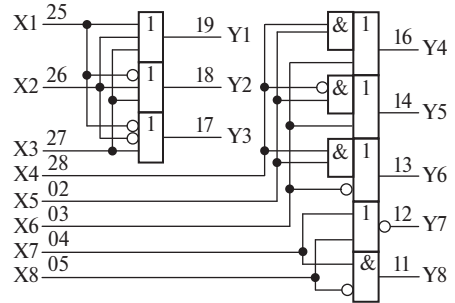 X1 25 1 19 Y1
X2 26 1 18 Y2
X3 27 1 17 Y3
X4 28
X5 02
X6 03
X7 04
X8 05
& 1 16 Y4
& 1 14 Y5
& 1 13 Y6
1 12 Y7
& 11 Y8